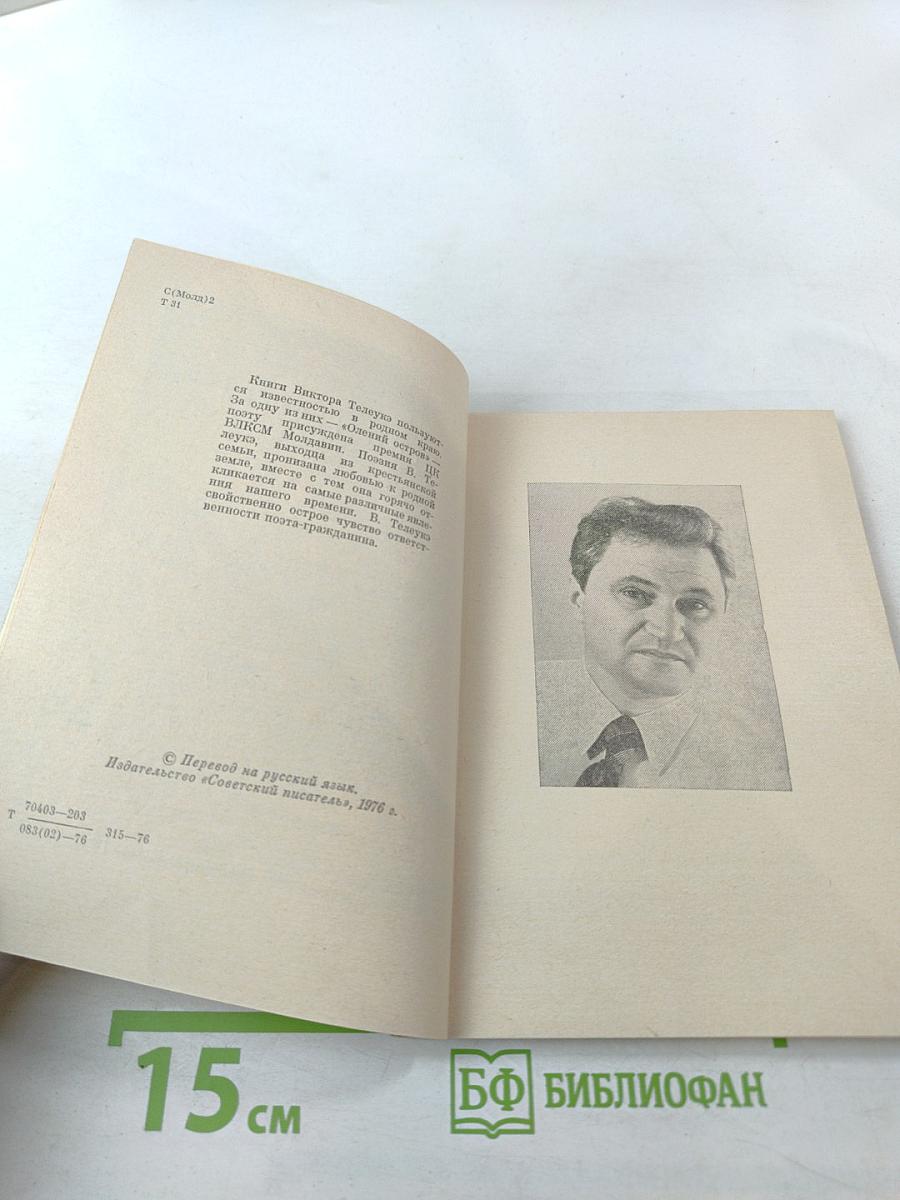 С(Молд)2
Т 31
Книги Виктора Телеукэ пользуют-
ся известностью в родном краю.
За одну из них — «Олений остров» —
поэту присуждена премия ЦК
ВЛКСМ Молдавии. Поэзия В. Те-
леукэ, выходца из крестьянской
семьи, пронизана любовью к родной
земле, вместе с тем она горячо от-
кликается на самые различные явле-
ния нашего времени. В. Телеукэ
свойственно острое чувство ответст-
венности поэта-гражданина.
© Перевод на русский язык.
Издательство «Советский писатель», 1976 г.
Т 70403—203
083(02)—76 315—76
15 см
БФ БИБЛИОФАН